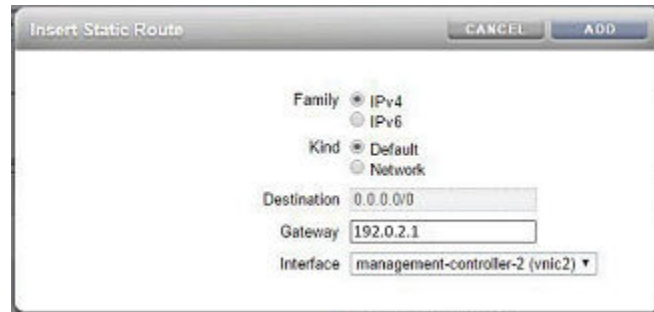 Insert Static Route
CANCEL ADD
Family IPv4
IPv6
Kind Default
Network
Destination 0.0.0.0/0
Gateway 192.0.2.1
Interface management-controller-2 (vnic2)